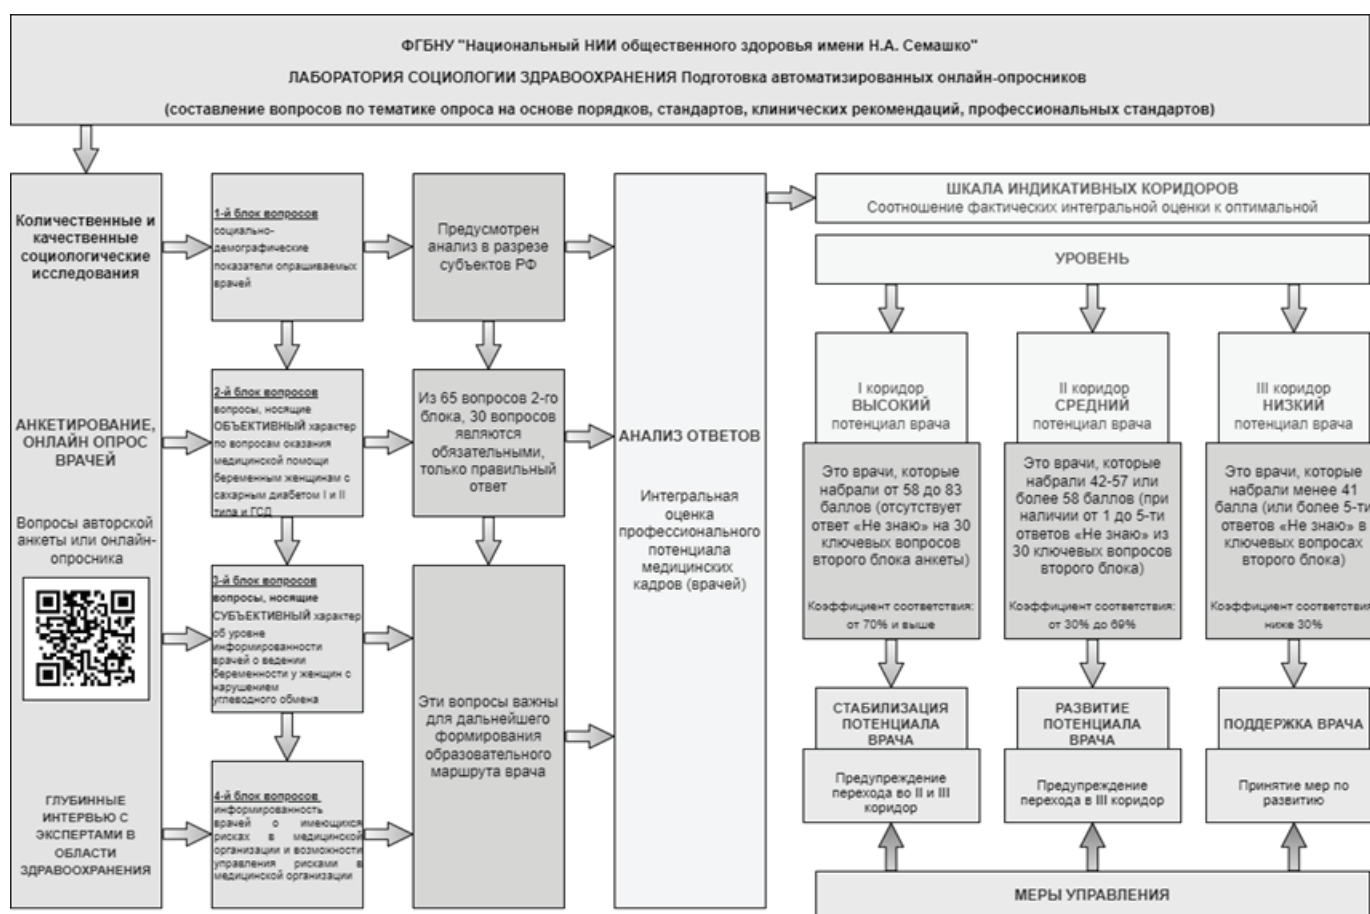 ФГБНУ "Национальный НИИ общественного здоровья имени Н.А. Семашко"
ЛАБОРАТОРИЯ СОЦИОЛОГИИ ЗДРАВООХРАНЕНИЯ Подготовка автоматизированных онлайн-опросников
(составление вопросов по тематике опроса на основе порядков, стандартов, клинических рекомендаций, профессиональных стандартов)
Количественные и
качественные
социологические
исследования
АНКЕТИРОВАНИЕ,
ОНЛАЙН ОПРОС
ВРАЧЕЙ
Вопросы авторской
анкеты или онлайн-
опросника
ГЛУБИННЫЕ
ИНТЕРВЬЮ С
ЭКСПЕРТАМИ В
ОБЛАСТИ
ЗДРАВООХРАНЕНИЯ
1-й блок вопросов
социально-
демографические
показатели опрашиваемых
врачей
2-й блок вопросов
вопросы, носящие
ОБЪЕКТИВНЫЙ характер
по вопросам оказания
медицинской помощи
беременным женщинам с
сахарным диабетом I и II
типа и ГСД
3-й блок вопросов
вопросы, носящие
СУБЪЕКТИВНЫЙ характер
об уровне
информированности
врачей о ведении
беременности у женщин с
нарушением
углеводного обмена
4-й блок вопросов
информированность
врачей о имеющихся
рисках в медицинской
организации и возможности
управления рисками в
медицинской организации
Предусмотрен
анализ в разрезе
субъектов РФ
Из 65 вопросов 2-го
блока, 30 вопросов
являются
обязательными,
только правильный
ответ
Эти вопросы важны
для дальнейшего
формирования
образовательного
маршрута врача
АНАЛИЗ ОТВЕТОВ
Интегральная
оценка
профессионального
потенциала
медицинских
кадров (врачей)
ШКАЛА ИНДИКАТИВНЫХ КОРИДОРОВ
Соотношение фактических интегральной оценки к оптимальной
УРОВЕНЬ
I коридор
ВЫСОКИЙ
потенциал врача
Это врачи, которые
набрали от 58 до 83
баллов (отсутствует
ответ «Не знаю» на 30
ключевых вопросов
второго блока анкеты)
Коэффициент соответствия:
от 70% и выше
СТАБИЛИЗАЦИЯ
ПОТЕНЦИАЛА
ВРАЧА
Предупреждение
перехода во II и III
коридор
II коридор
СРЕДНИЙ
потенциал врача
Это врачи, которые
набрали 42-57 или
более 58 баллов (при
наличии от 1 до 5-ти
ответов «Не знаю» из
30 ключевых вопросов
второго блока)
Коэффициент соответствия:
от 30% до 69%
РАЗВИТИЕ
ПОТЕНЦИАЛА
ВРАЧА
Предупреждение
перехода в III коридор
III коридор
НИЗКИЙ
потенциал врача
Это врачи, которые
набрали менее 41
балла (или более 5-ти
ответов «Не знаю» в
ключевых вопросах
второго блока)
Коэффициент соответствия
ниже 30%
ПОДДЕРЖКА ВРАЧА
Принятие мер по
развитию
МЕРЫ УПРАВЛЕНИЯ